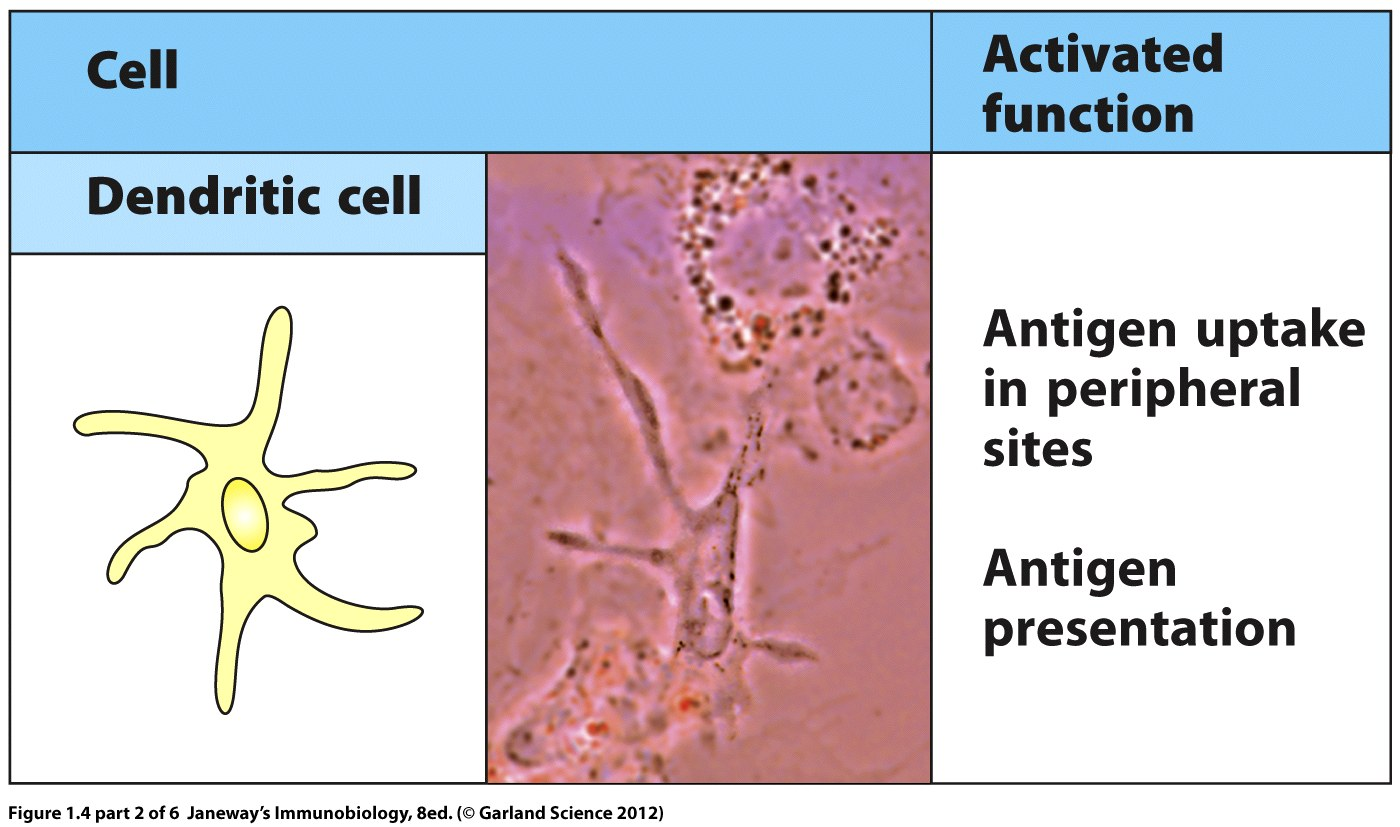 Cell
Activated
function
Dendritic cell
Antigen uptake
in peripheral
sites
Antigen
presentation
Figure 1.4 part 2 of 6 Janeway’s Immunobiology, 8ed. (© Garland Science 2012)